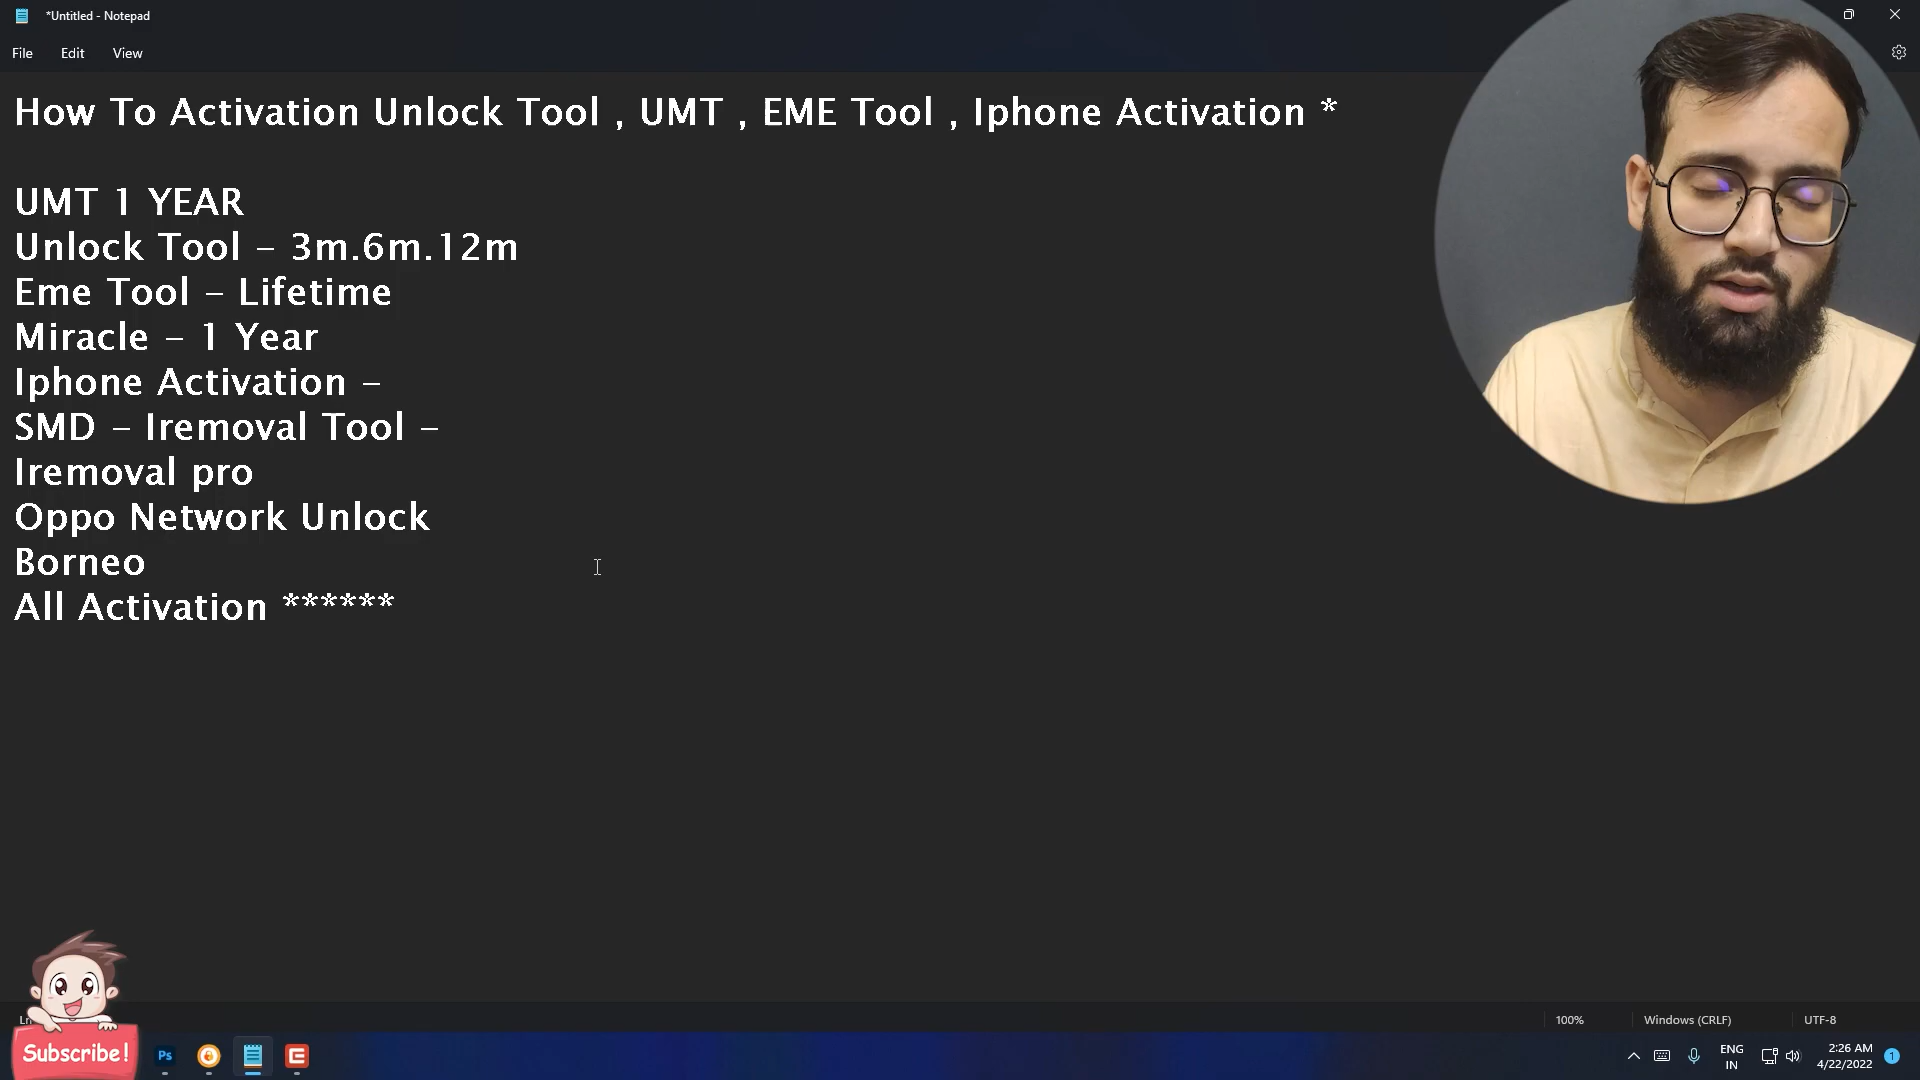 *Untitled - Notepad
File Edit View
How To Activation Unlock Tool , UMT , EME Tool , Iphone Activation *
UMT 1 YEAR
Unlock Tool - 3m.6m.12m
Eme Tool - Lifetime
Miracle - 1 Year
Iphone Activation -
SMD - Iremoval Tool -
Iremoval pro
Oppo Network Unlock
Borneo
All Activation ******
100% Windows (CRLF) UTF-8
Subscribe!
Ps
ENG
IN
2:26 AM
4/22/2022
1